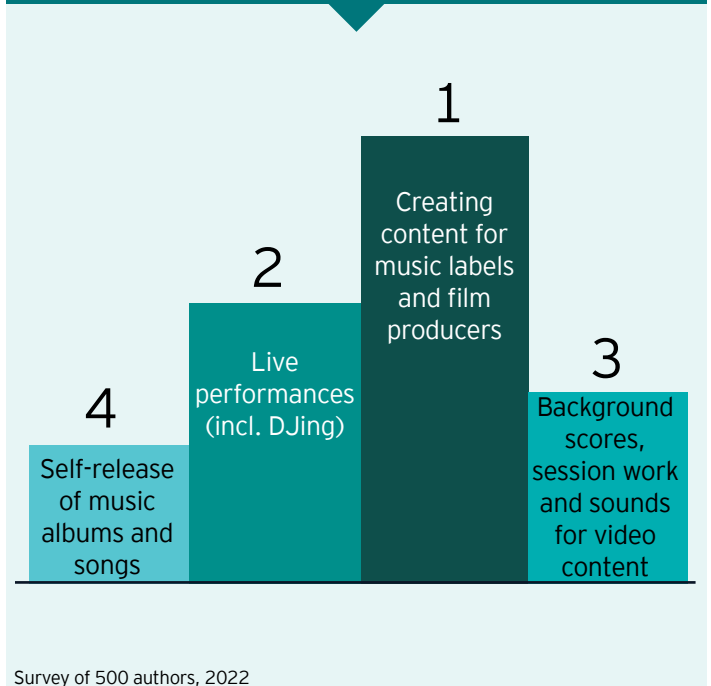 1
Creating
content for
music labels
and film
producers
2
Live
performances
(incl. DJing)
3
Background
scores,
session work
and sounds
for video
content
4
Self-release
of music
albums and
songs
Survey of 500 authors, 2022